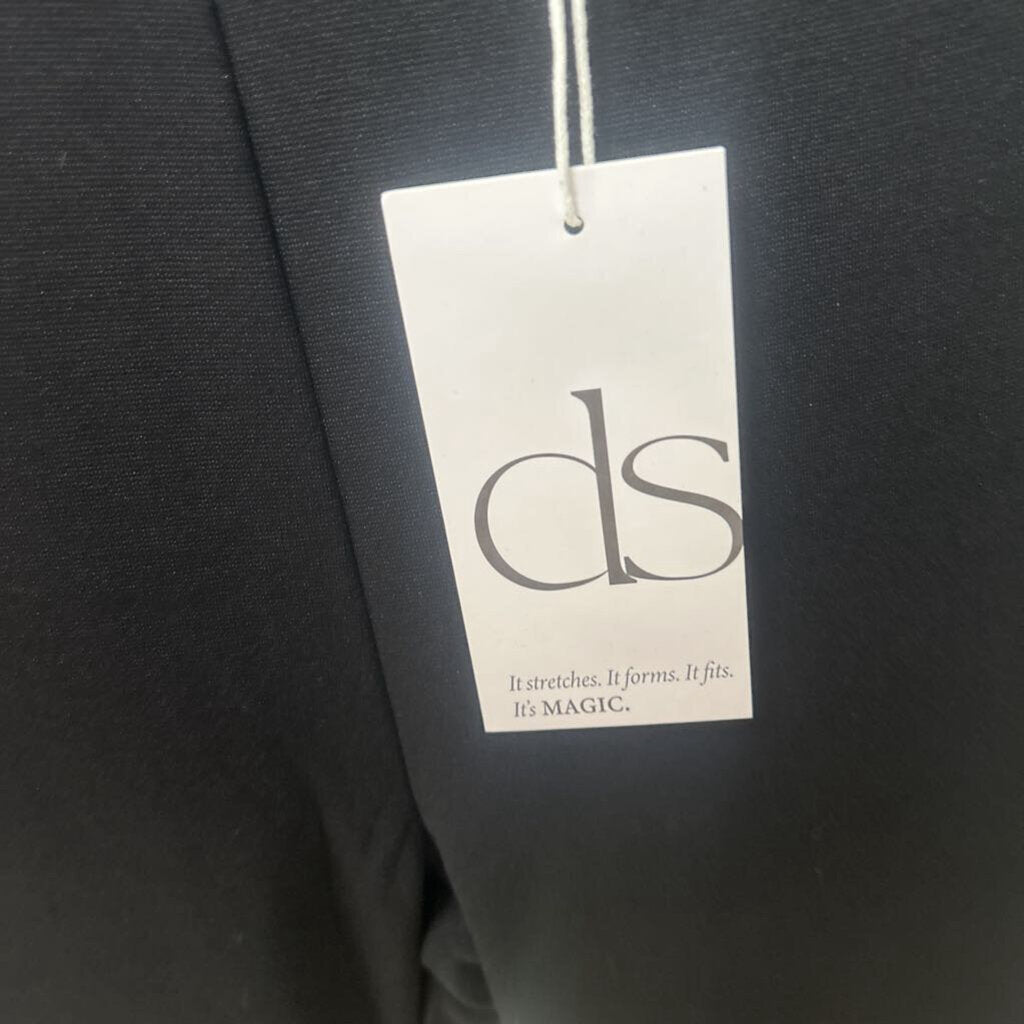 ds
It stretches. It forms. It fits.
It's MAGIC.